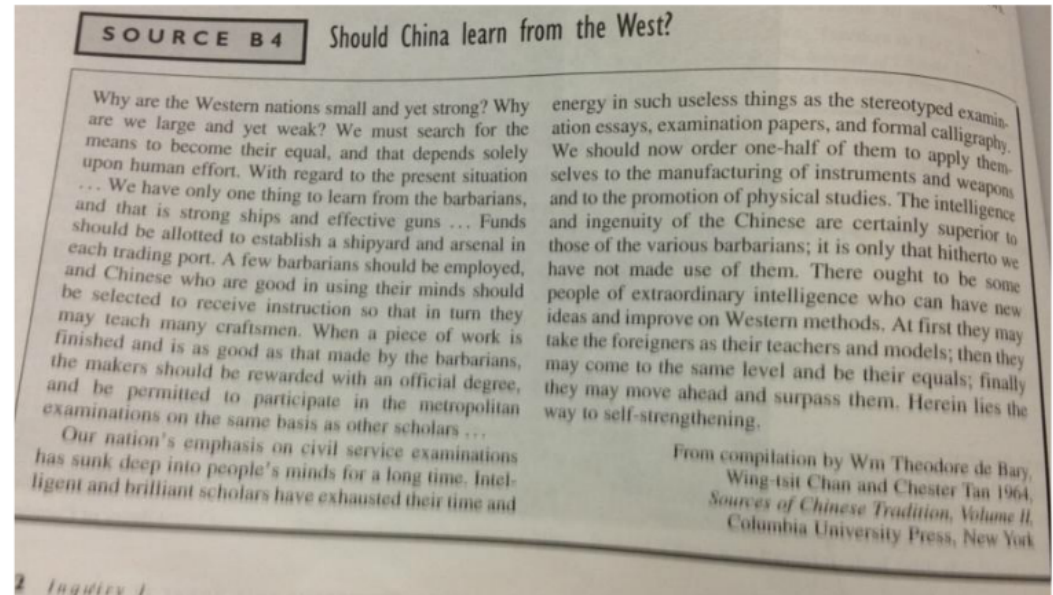 SOURCE B4
Should China learn from the West?
Why are the Western nations small and yet strong? Why
are we large and yet weak? We must search for the
means to become their equal, and that depends solely
upon human effort. With regard to the present situation
... We have only one thing to learn from the barbarians,
and that is strong ships and effective guns ... Funds
should be allotted to establish a shipyard and arsenal in
each trading port. A few barbarians should be employed,
and Chinese who are good in using their minds should
be selected to receive instruction so that in turn they
may teach many craftsmen. When a piece of work is
finished and is as good as that made by the barbarians,
the makers should be rewarded with an official degree,
and be permitted to participate in the metropolitan
examinations on the same basis as other scholars ...
Our nation's emphasis on civil service examinations
has sunk deep into people's minds for a long time. Intel-
ligent and brilliant scholars have exhausted their time and
energy in such useless things as the stereotyped examin-
ation essays, examination papers, and formal calligraphy.
We should now order one-half of them to apply them-
selves to the manufacturing of instruments and weapons
and to the promotion of physical studies. The intelligence
and ingenuity of the Chinese are certainly superior to
those of the various barbarians; it is only that hitherto we
have not made use of them. There ought to be some
people of extraordinary intelligence who can have new
ideas and improve on Western methods. At first they may
take the foreigners as their teachers and models; then they
may come to the same level and be their equals; finally
they may move ahead and surpass them. Herein lies the
way to self-strengthening.
From compilation by Wm Theodore de Bary,
Wing-tsit Chan and Chester Tan 1964,
Sources of Chinese Tradition, Volume II,
Columbia University Press, New York
2 Inquiry 1